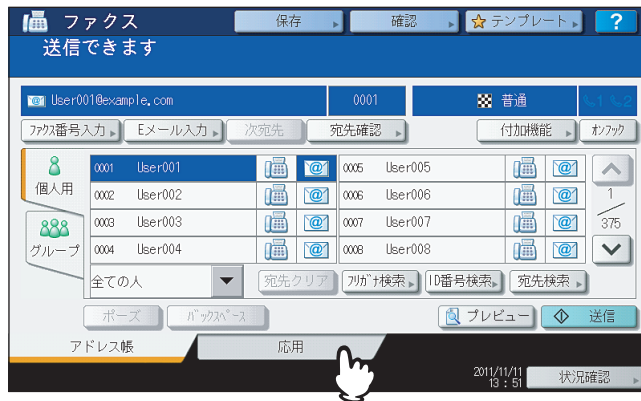 ファクス 保存 確認 テンプレート ?
送信できます
User001@example.com 0001 普通 1 2
ファクス番号入力 Eメール入力 次宛先 宛先確認 付加機能 オンフック
個人用
グループ
0001 User001 0005 User005
0002 User002 0006 User006
0003 User003 0007 User007
0004 User004 0008 User008
1
375
全ての人 宛先クリア フリガナ検索 ID番号検索 宛先検索
ポーズ バックスペース プレビュー 送信
アドレス帳 応用
2011/11/11
13:51 状況確認